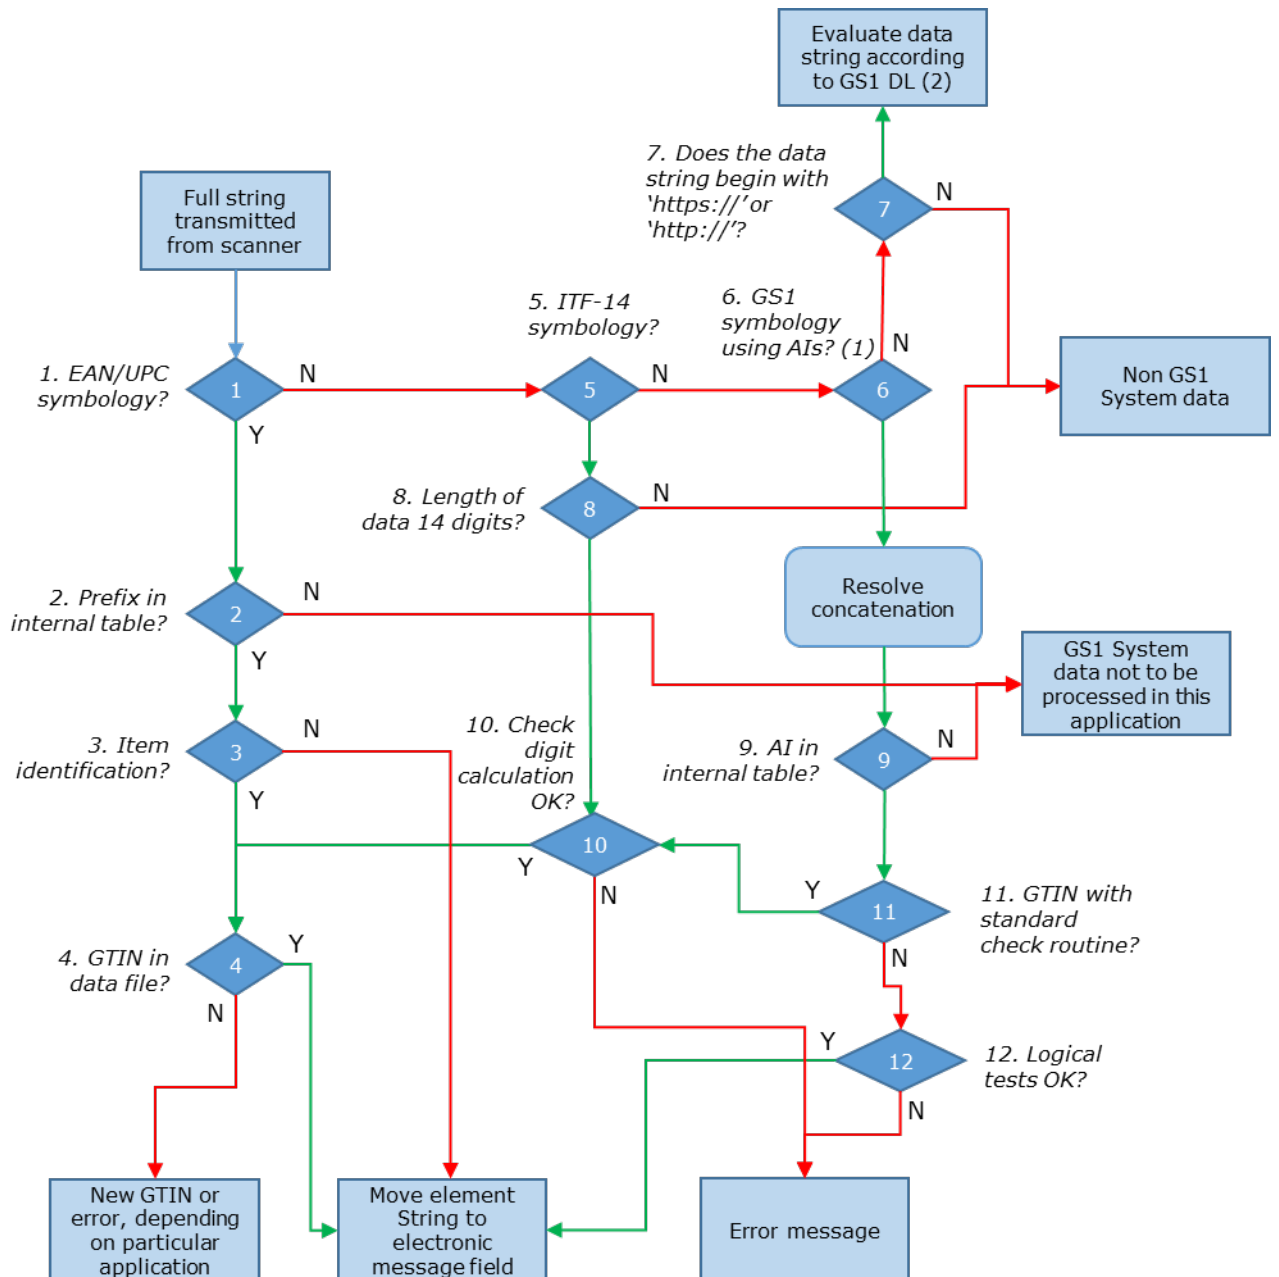 Evaluate data
string according
to GS1 DL (2)
7. Does the data
string begin with
‘https://’ or
‘http://’?
N
7
Full string
transmitted
from scanner
5. ITF-14
symbology?
6. GS1
symbology
using AIs? (1)
N
1. EAN/UPC
symbology?
1
N
5
N
6
Non GS1
System data
Y
8. Length of
data 14 digits?
8
N
Resolve
concatenation
2. Prefix in
internal table?
2
N
Y
GS1 System
data not to be
processed in this
application
3. Item
identification?
3
N
Y
10. Check
digit
calculation
OK?
9. AI in
internal table?
9
N
10
Y
N
Y
11
11. GTIN with
standard
check routine?
N
4. GTIN in
data file?
4
Y
N
Y
12
12. Logical
tests OK?
N
New GTIN or
error, depending
on particular
application
Move element
String to
electronic
message field
Error message